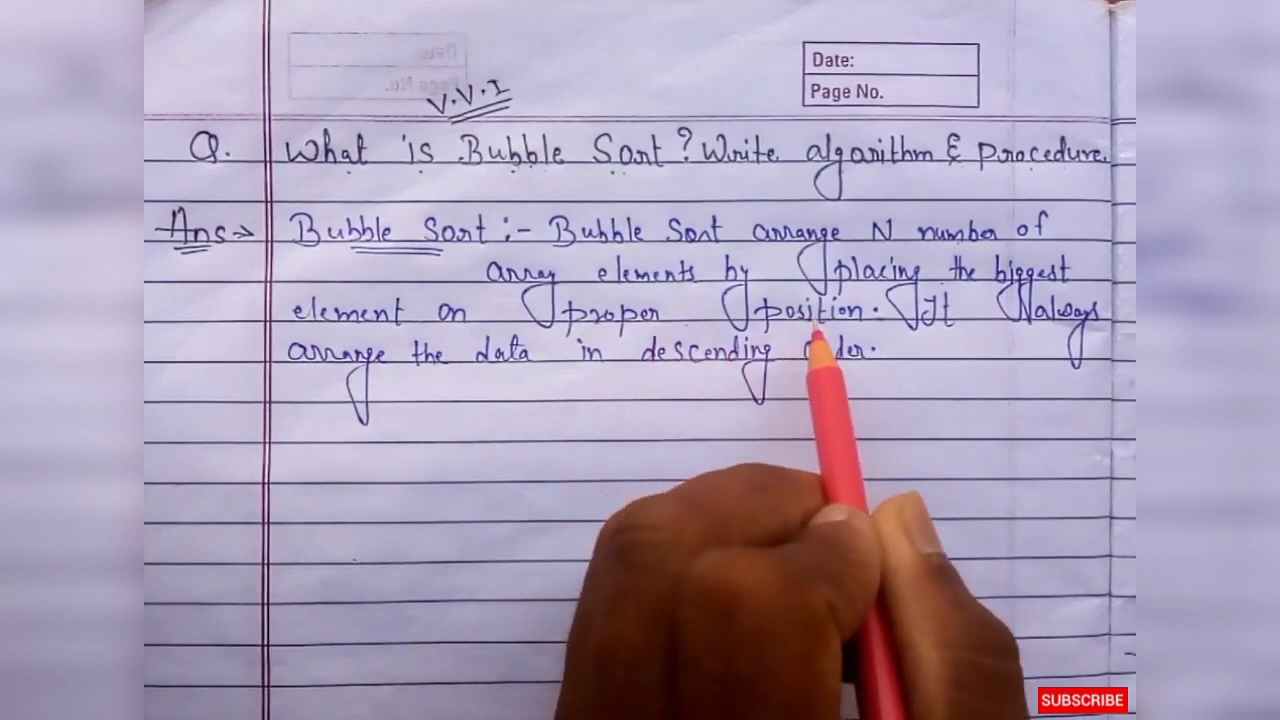 Date:
Page No.
V.V.I
Q. What is Bubble Sort? Write algorithm & procedure.
Ans→ Bubble Sort :- Bubble Sort arrange N number of
array elements by placing the biggest
element on proper position. It always
arrange the data in descending der.
SUBSCRIBE